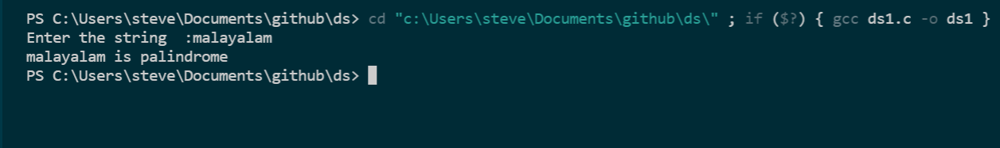 PS C:\Users\steve\Documents\github\ds> cd "c:\Users\steve\Documents\github\ds\" ; if ($?) { gcc ds1.c -o ds1 }
Enter the string  :malayalam
malayalam is palindrome
PS C:\Users\steve\Documents\github\ds>